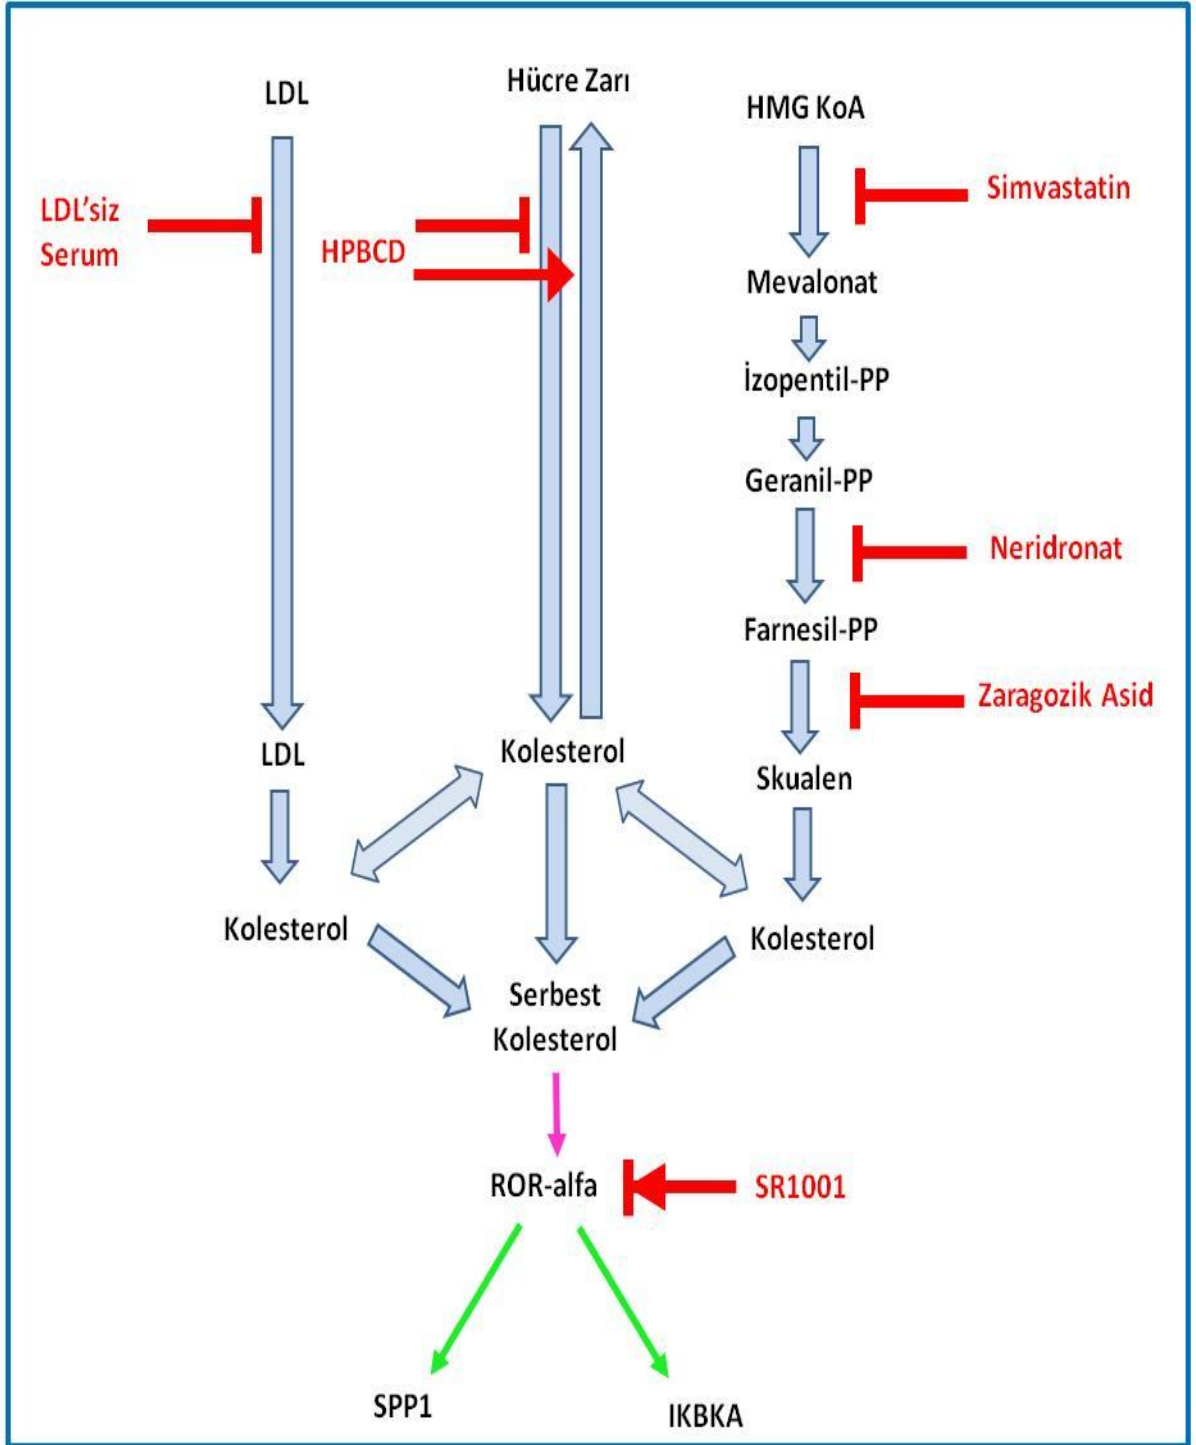 LDL
Hücre Zarı
HMG KoA
Simvastatin
LDL'siz
Serum
HPBCD
Mevalonat
İzopentil-PP
Geranil-PP
Neridronat
Farnesil-PP
Zaragozik Asid
LDL
Kolesterol
Skualen
Kolesterol
Kolesterol
Serbest
Kolesterol
ROR-alfa
SR1001
SPP1
IKBKA